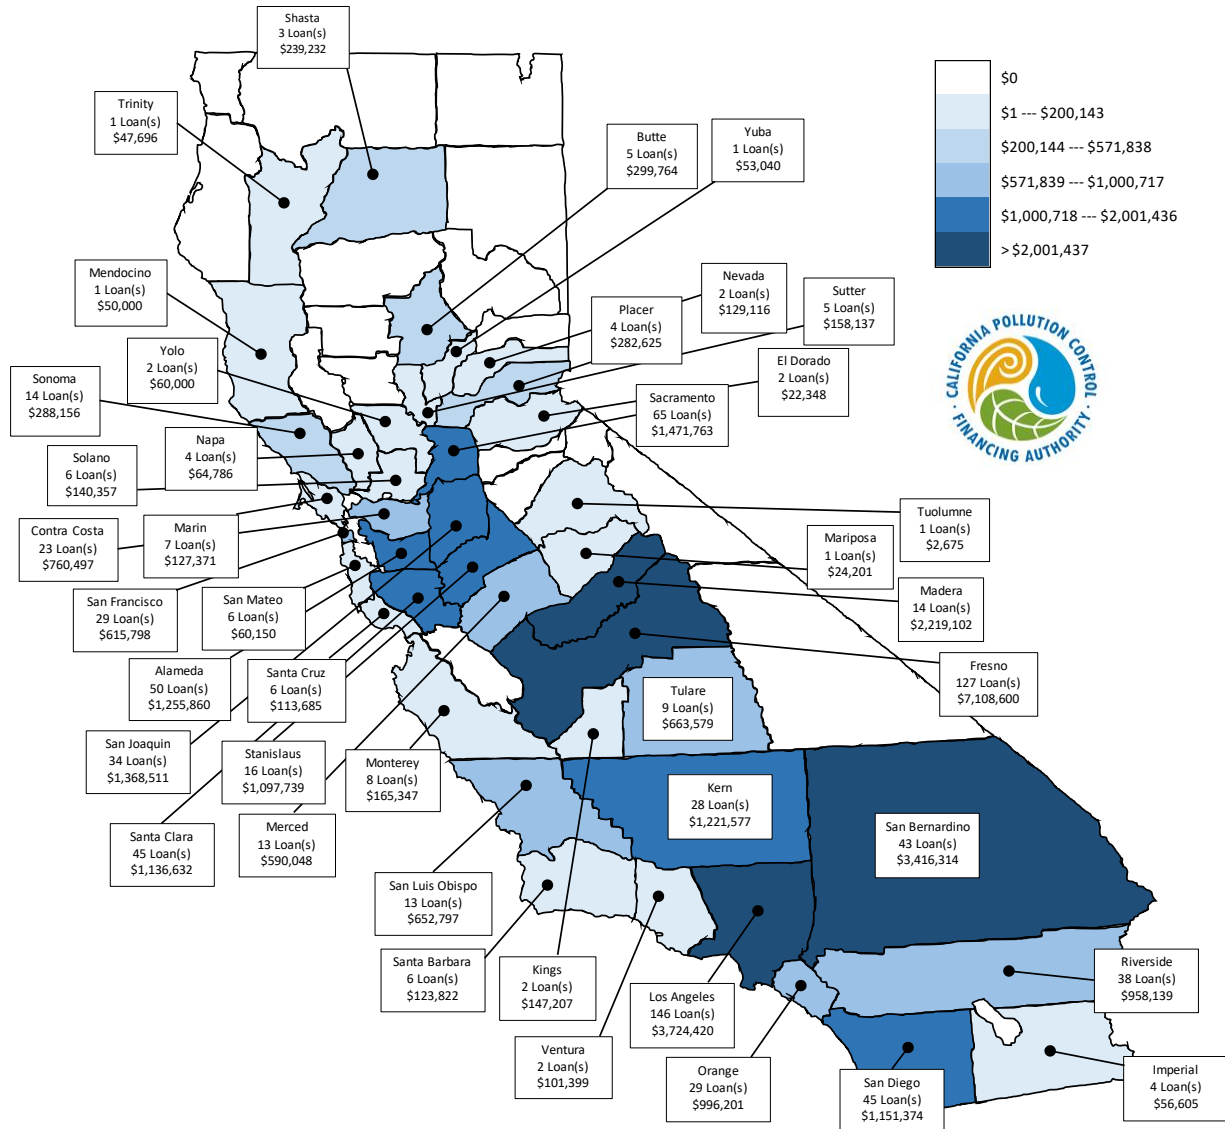 Shasta
3 Loan(s)
$239,232
Trinity
1 Loan(s)
$47,696
Butte
5 Loan(s)
$299,764
Yuba
1 Loan(s)
$53,040
$0
$1 --- $200,143
$200,144 --- $571,838
$571,839 --- $1,000,717
$1,000,718 --- $2,001,436
> $2,001,437
Mendocino
1 Loan(s)
$50,000
Nevada
2 Loan(s)
$129,116
Sutter
5 Loan(s)
$158,137
Placer
4 Loan(s)
$282,625
Yolo
2 Loan(s)
$60,000
El Dorado
2 Loan(s)
$22,348
CALIFORNIA POLLUTION CONTROL
FINANCING AUTHORITY
Sonoma
14 Loan(s)
$288,156
Sacramento
65 Loan(s)
$1,471,763
Napa
4 Loan(s)
$64,786
Solano
6 Loan(s)
$140,357
Tuolumne
1 Loan(s)
$2,675
Contra Costa
23 Loan(s)
$760,497
Marin
7 Loan(s)
$127,371
Mariposa
1 Loan(s)
$24,201
Madera
14 Loan(s)
$2,219,102
San Francisco
29 Loan(s)
$615,798
San Mateo
6 Loan(s)
$60,150
Fresno
127 Loan(s)
$7,108,600
Alameda
50 Loan(s)
$1,255,860
Santa Cruz
6 Loan(s)
$113,685
Tulare
9 Loan(s)
$663,579
San Joaquin
34 Loan(s)
$1,368,511
Stanislaus
16 Loan(s)
$1,097,739
Monterey
8 Loan(s)
$165,347
Kern
28 Loan(s)
$1,221,577
Santa Clara
45 Loan(s)
$1,136,632
Merced
13 Loan(s)
$590,048
San Bernardino
43 Loan(s)
$3,416,314
San Luis Obispo
13 Loan(s)
$652,797
Santa Barbara
6 Loan(s)
$123,822
Kings
2 Loan(s)
$147,207
Los Angeles
146 Loan(s)
$3,724,420
Riverside
38 Loan(s)
$958,139
Ventura
2 Loan(s)
$101,399
Orange
29 Loan(s)
$996,201
San Diego
45 Loan(s)
$1,151,374
Imperial
4 Loan(s)
$56,605